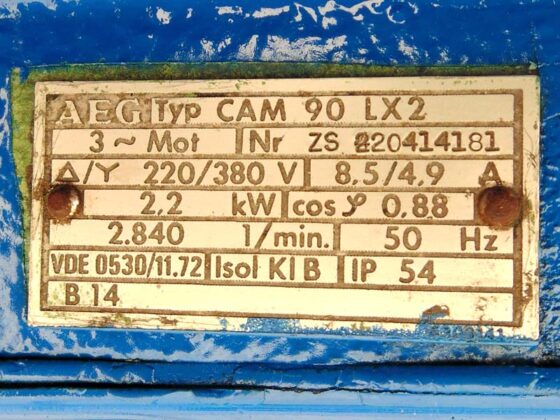 AEG Typ CAM 90 LX2
3 ~ Mot Nr ZS 220414181
Δ/Y 220/380 V 8,5/4,9 A
2,2 kW cos φ 0,88
2.840 1/min. 50 Hz
VDE 0530/11.72 Isol Kl B IP 54
B 14